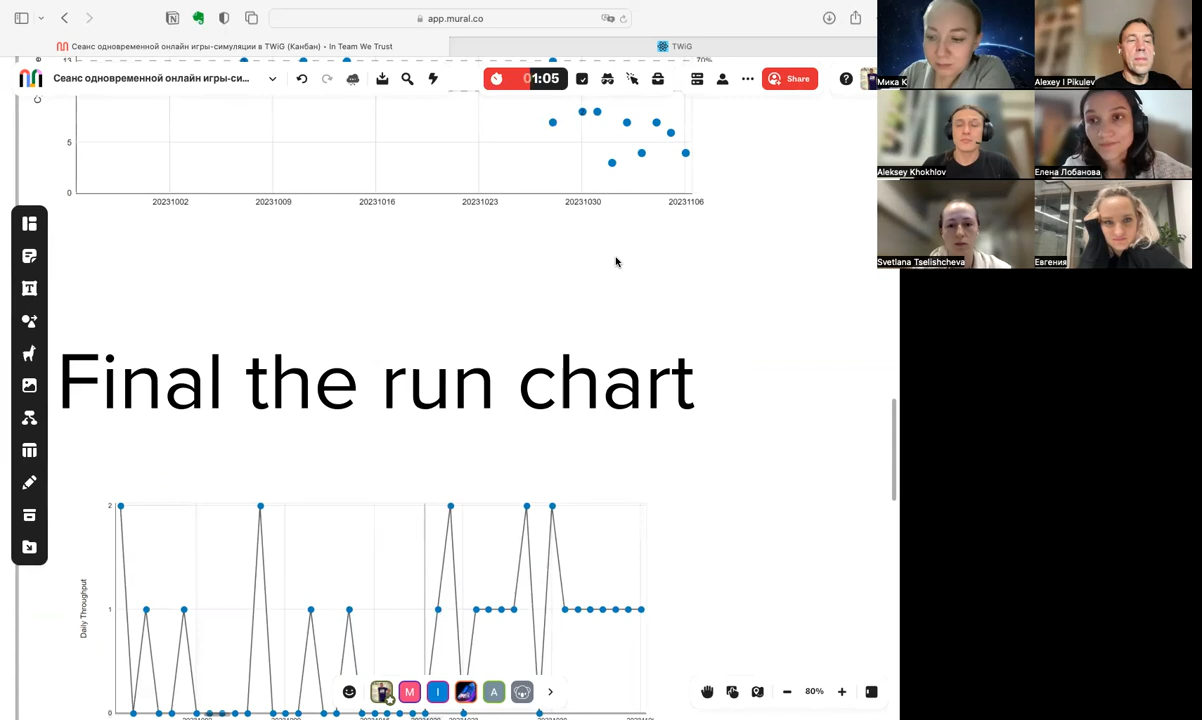 app.mural.co
Сеанс одновременной онлайн игры-симуляции в TWiG (Канбан) • In Team We Trust
TWiG
13
70%
Сеанс одновременной онлайн игры-си...
01:05
Share
5
0
20231002
20231009
20231016
20231023
20231030
20231106
Мика К
Alexey I Pikulev
Aleksey Khokhlov
Елена Лобанова
Svetlana Tselishcheva
Евгения
Final the run chart
2
1
0
Daily Throughput
M
I
A
80%